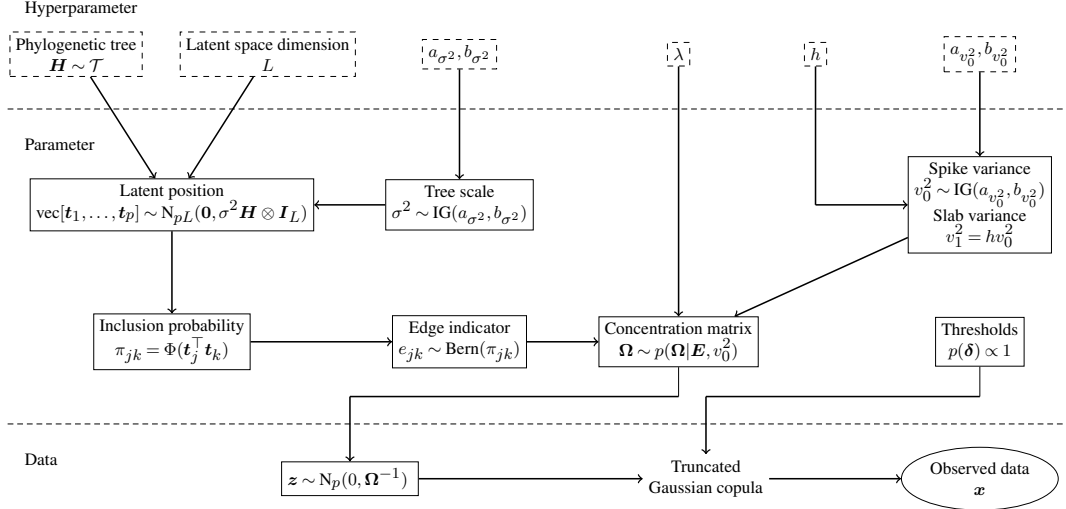 Hyperparameter
Phylogenetic tree
H ∼ 𝒯
Latent space dimension
L
a_{σ²}, b_{σ²}
λ
h
a_{v₀²}, b_{v₀²}
Parameter
Latent position
vec[t₁, …, tₚ] ∼ N_{pL}(0, σ²H ⊗ I_L)
Tree scale
σ² ∼ IG(a_{σ²}, b_{σ²})
Spike variance
v₀² ∼ IG(a_{v₀²}, b_{v₀²})
Slab variance
v₁² = hv₀²
Inclusion probability
π_{jk} = Φ(t_j^⊤ t_k)
Edge indicator
e_{jk} ∼ Bern(π_{jk})
Concentration matrix
Ω ∼ p(Ω|E, v₀²)
Thresholds
p(δ) ∝ 1
Data
z ∼ Nₚ(0, Ω⁻¹)
Truncated
Gaussian copula
Observed data
x